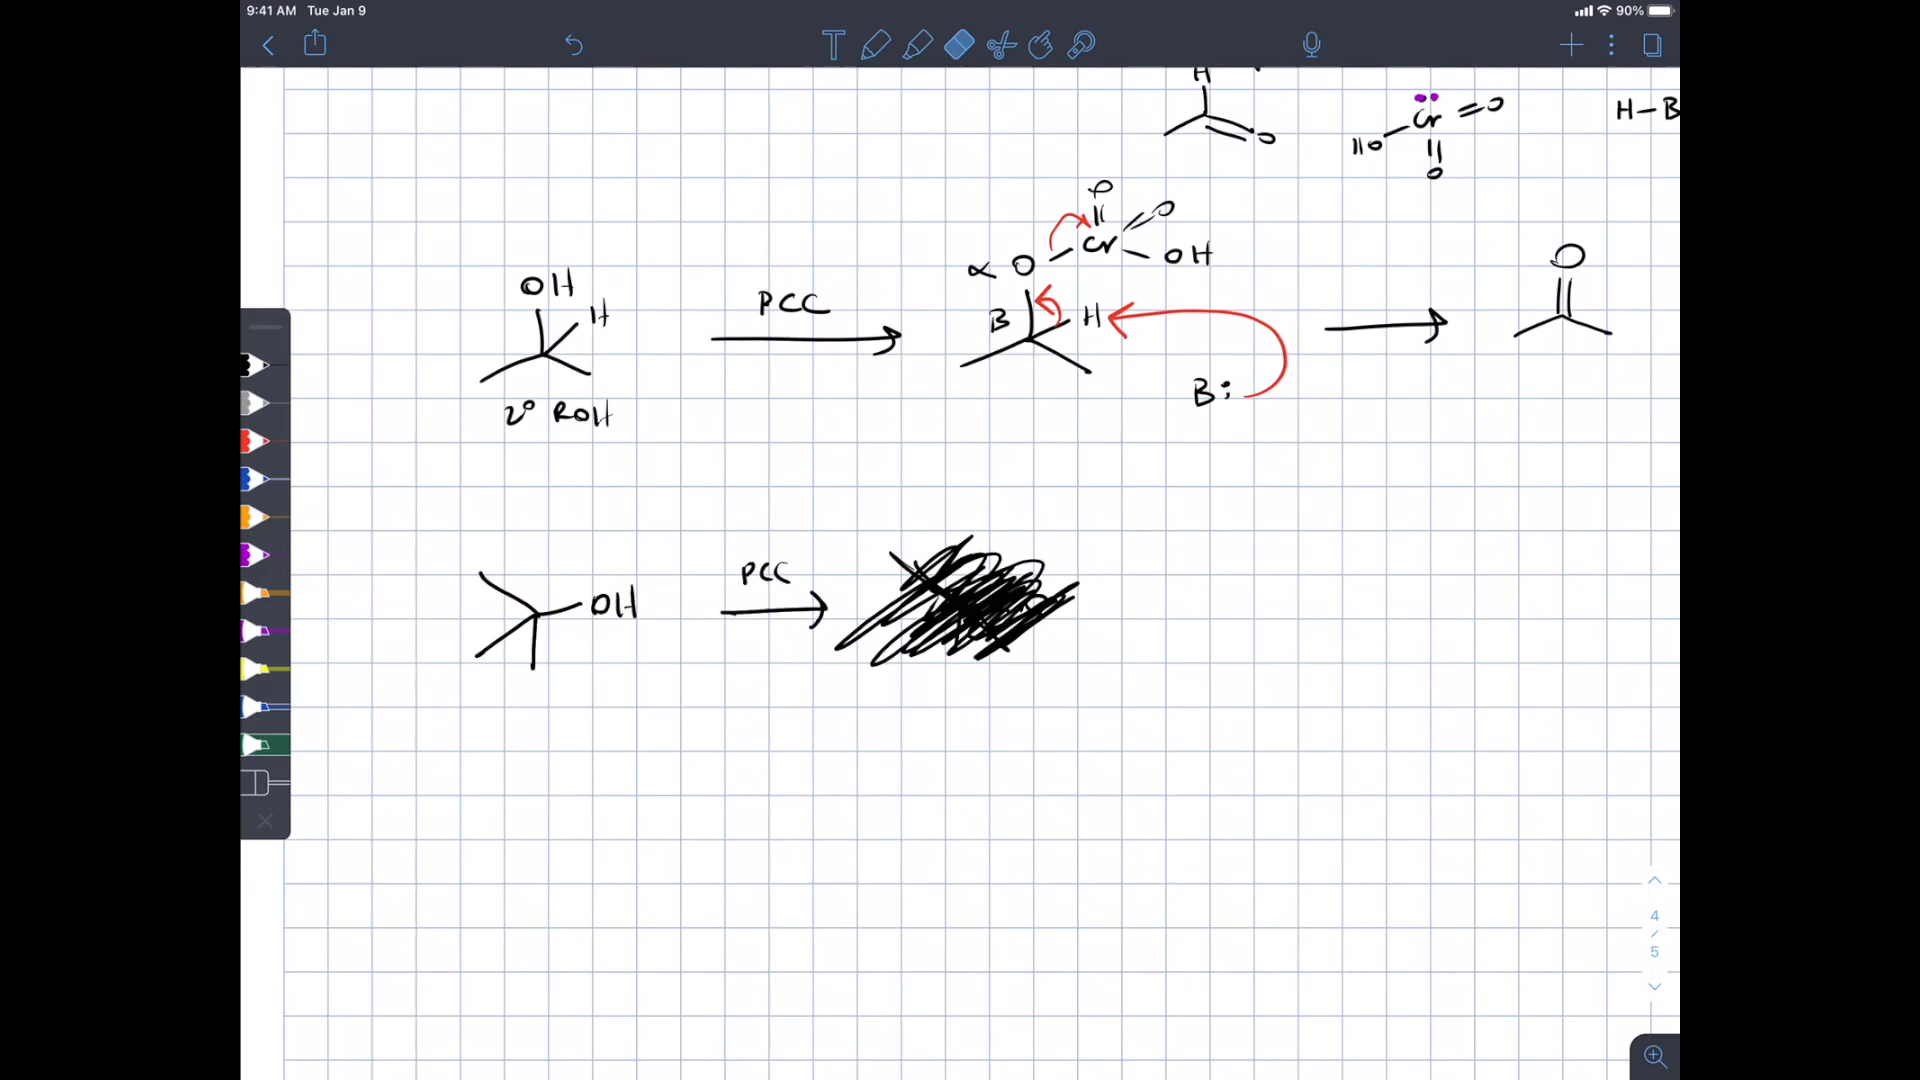 9:41 AM Tue Jan 9
90%
T
H
O
Cr
=O
HO
O
H-B
O
=O
Cr
OH
α O
B
H
B:
OH
H
PCC
2° ROH
O
OH
PCC
4
/
5